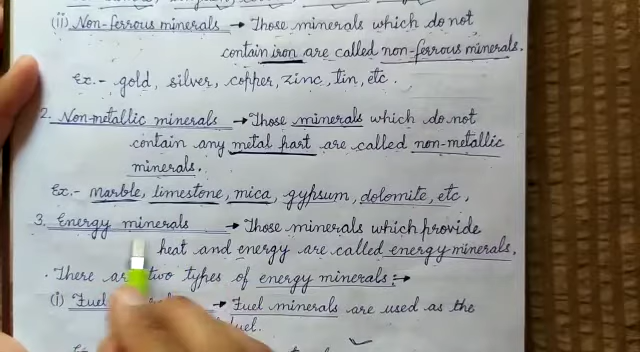 (ii) Non-ferrous minerals → Those minerals which do not
contain iron are called non-ferrous minerals.
Ex.- gold, silver, copper, zinc, tin, etc.
2. Non-metallic minerals → Those minerals which do not
contain any metal part are called non-metallic
minerals.
Ex.- marble, limestone, mica, gypsum, dolomite, etc.
3. Energy minerals → Those minerals which provide
heat and energy are called energy minerals.
There are two types of energy minerals:→
(i) Fuel → Fuel minerals are used as the
fuel.